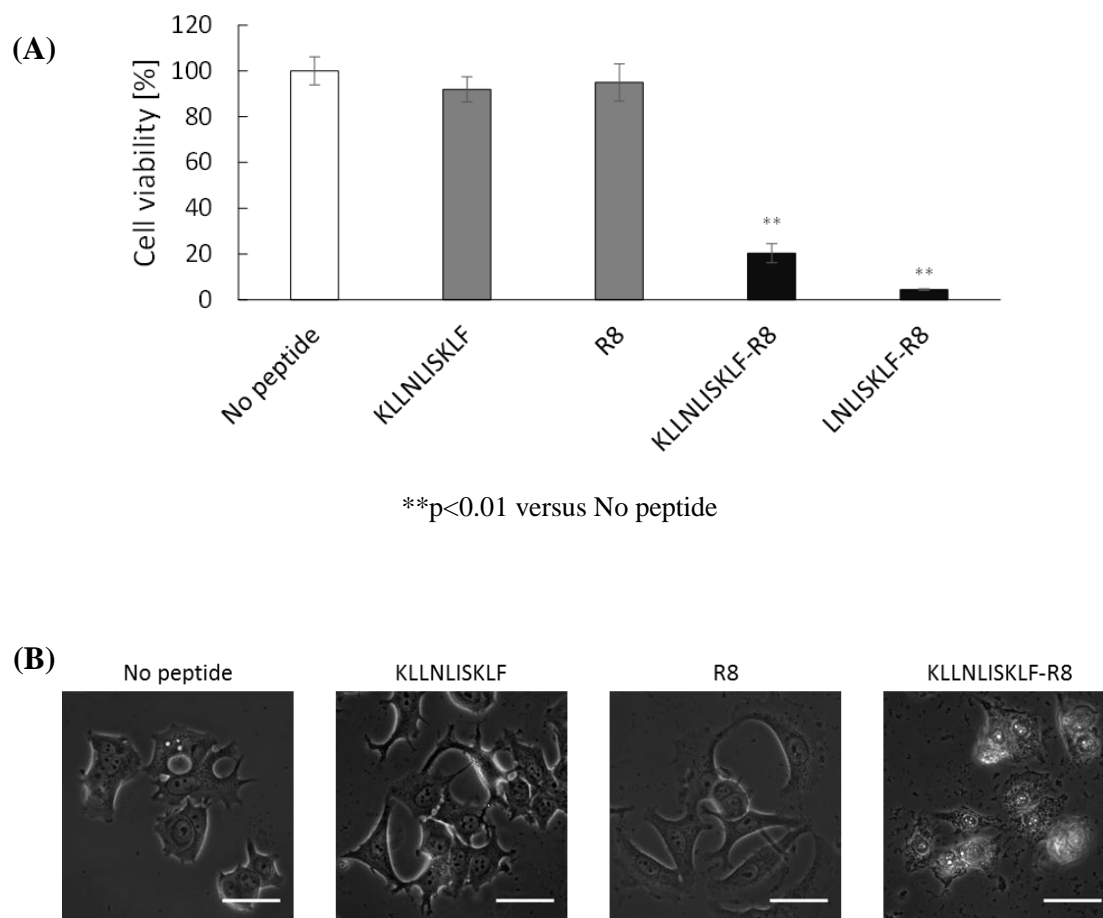 (A)
Cell viability [%]
120
100
80
60
40
20
0
**
**
No peptide
KLLNLISKLF
R8
KLLNLISKLF-R8
LNLISKLF-R8
**p<0.01 versus No peptide
(B)
No peptide KLLNLISKLF R8 KLLNLISKLF-R8